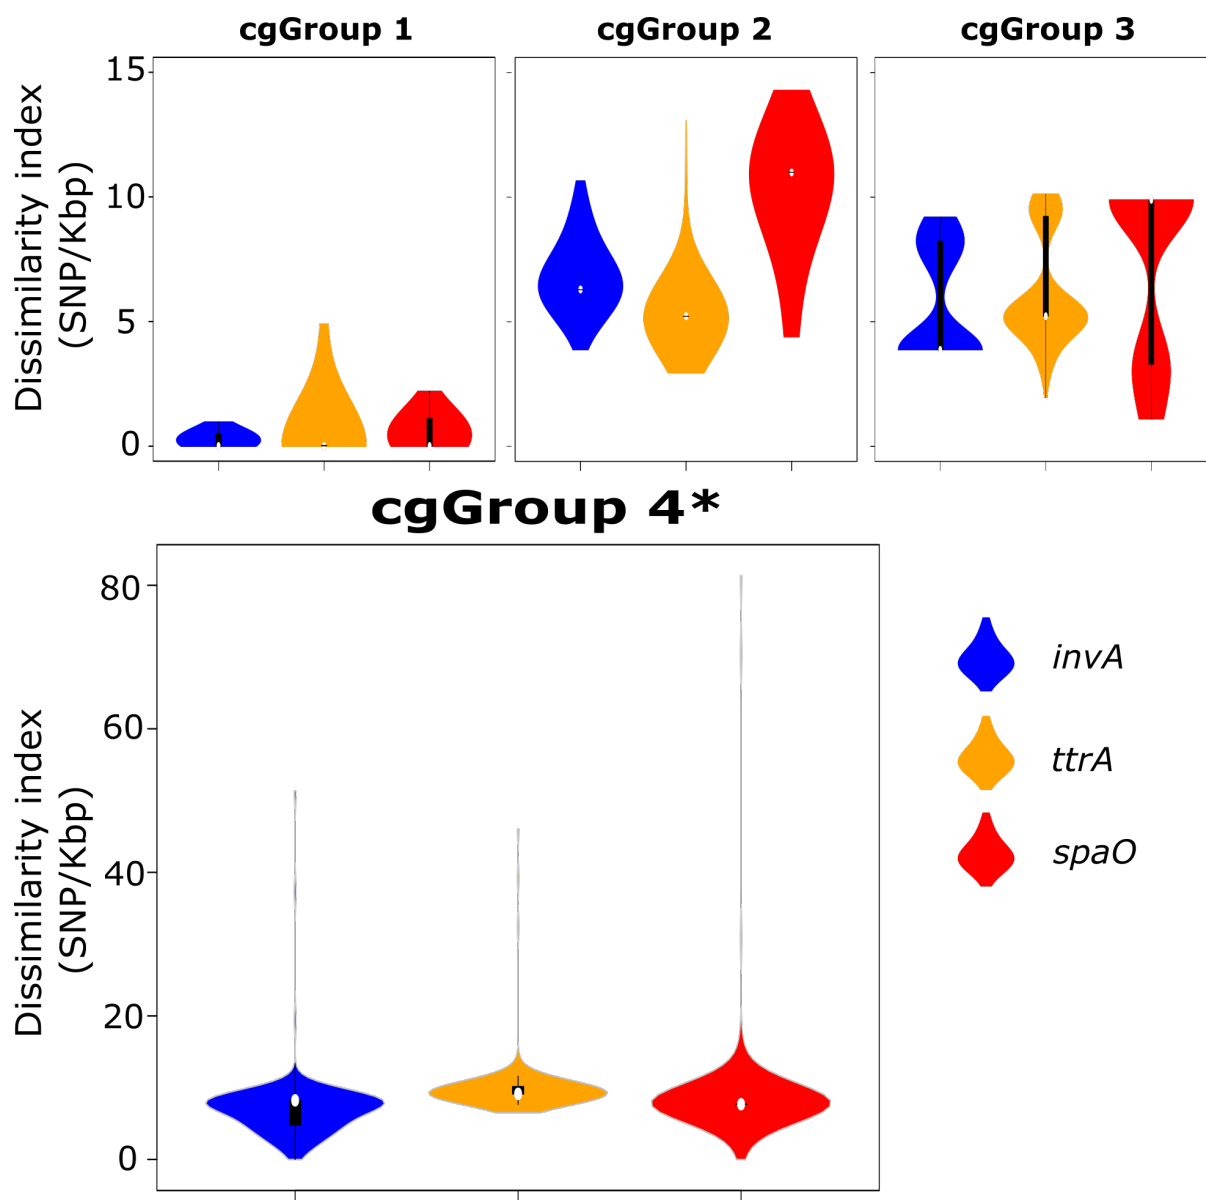 cgGroup 1
cgGroup 2
cgGroup 3
Dissimilarity index
(SNP/Kbp)
15
10
5
0
cgGroup 4*
Dissimilarity index
(SNP/Kbp)
80
60
40
20
0
invA
ttrA
spaO